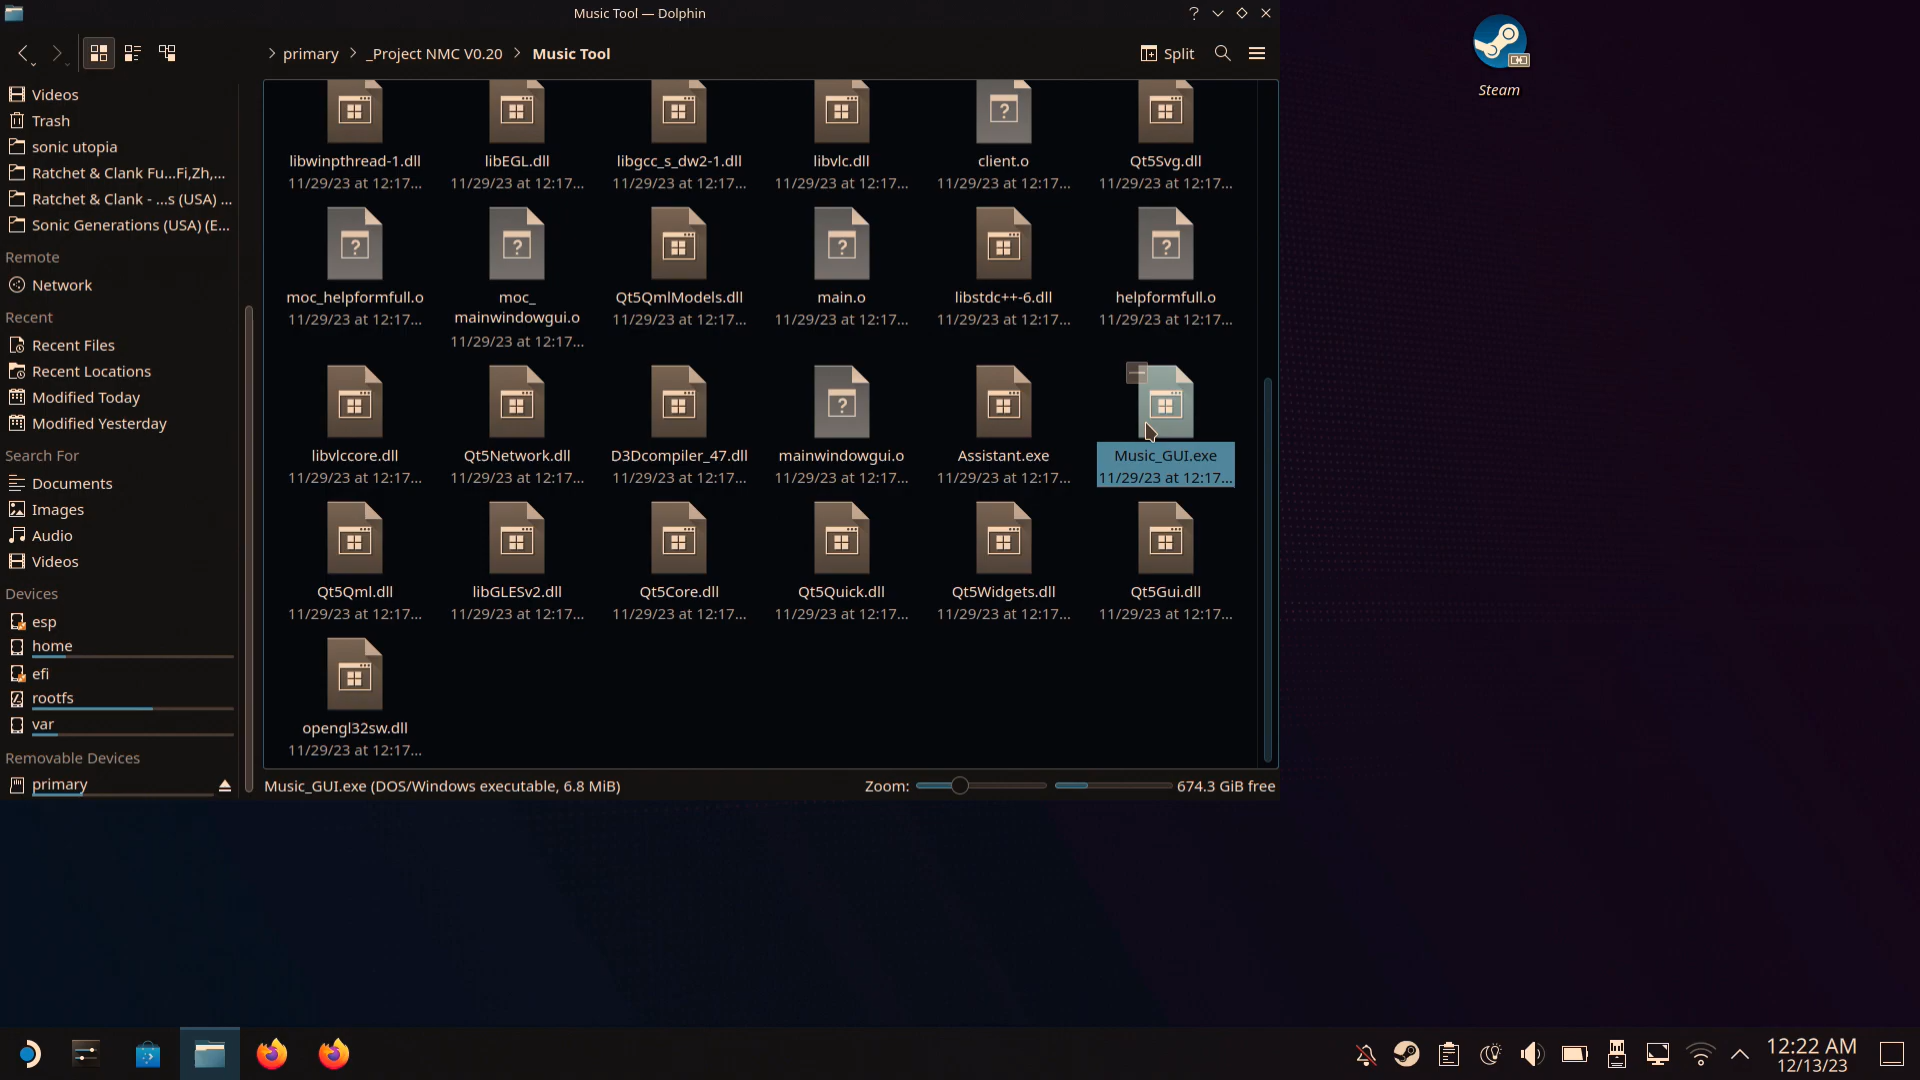 Music Tool — Dolphin
primary
_Project NMC V0.20
Music Tool
Split
Videos
Trash
sonic utopia
Ratchet & Clank Fu...Fi,Zh,...
Ratchet & Clank - ...s (USA) ...
Sonic Generations (USA) (E...
Remote
Network
Recent
Recent Files
Recent Locations
Modified Today
Modified Yesterday
Search For
Documents
Images
Audio
Videos
Devices
esp
home
efi
rootfs
var
Removable Devices
primary
libwinpthread-1.dll
11/29/23 at 12:17...
libEGL.dll
11/29/23 at 12:17...
libgcc_s_dw2-1.dll
11/29/23 at 12:17...
libvlc.dll
11/29/23 at 12:17...
client.o
11/29/23 at 12:17...
Qt5Svg.dll
11/29/23 at 12:17...
moc_helpformfull.o
11/29/23 at 12:17...
moc_
mainwindowgui.o
11/29/23 at 12:17...
Qt5QmlModels.dll
11/29/23 at 12:17...
main.o
11/29/23 at 12:17...
libstdc++-6.dll
11/29/23 at 12:17...
helpformfull.o
11/29/23 at 12:17...
libvlccore.dll
11/29/23 at 12:17...
Qt5Network.dll
11/29/23 at 12:17...
D3Dcompiler_47.dll
11/29/23 at 12:17...
mainwindowgui.o
11/29/23 at 12:17...
Assistant.exe
11/29/23 at 12:17...
Music_GUI.exe
11/29/23 at 12:17...
Qt5Qml.dll
11/29/23 at 12:17...
libGLESv2.dll
11/29/23 at 12:17...
Qt5Core.dll
11/29/23 at 12:17...
Qt5Quick.dll
11/29/23 at 12:17...
Qt5Widgets.dll
11/29/23 at 12:17...
Qt5Gui.dll
11/29/23 at 12:17...
opengl32sw.dll
11/29/23 at 12:17...
Music_GUI.exe (DOS/Windows executable, 6.8 MiB)
Zoom:
674.3 GiB free
Steam
12:22 AM
12/13/23